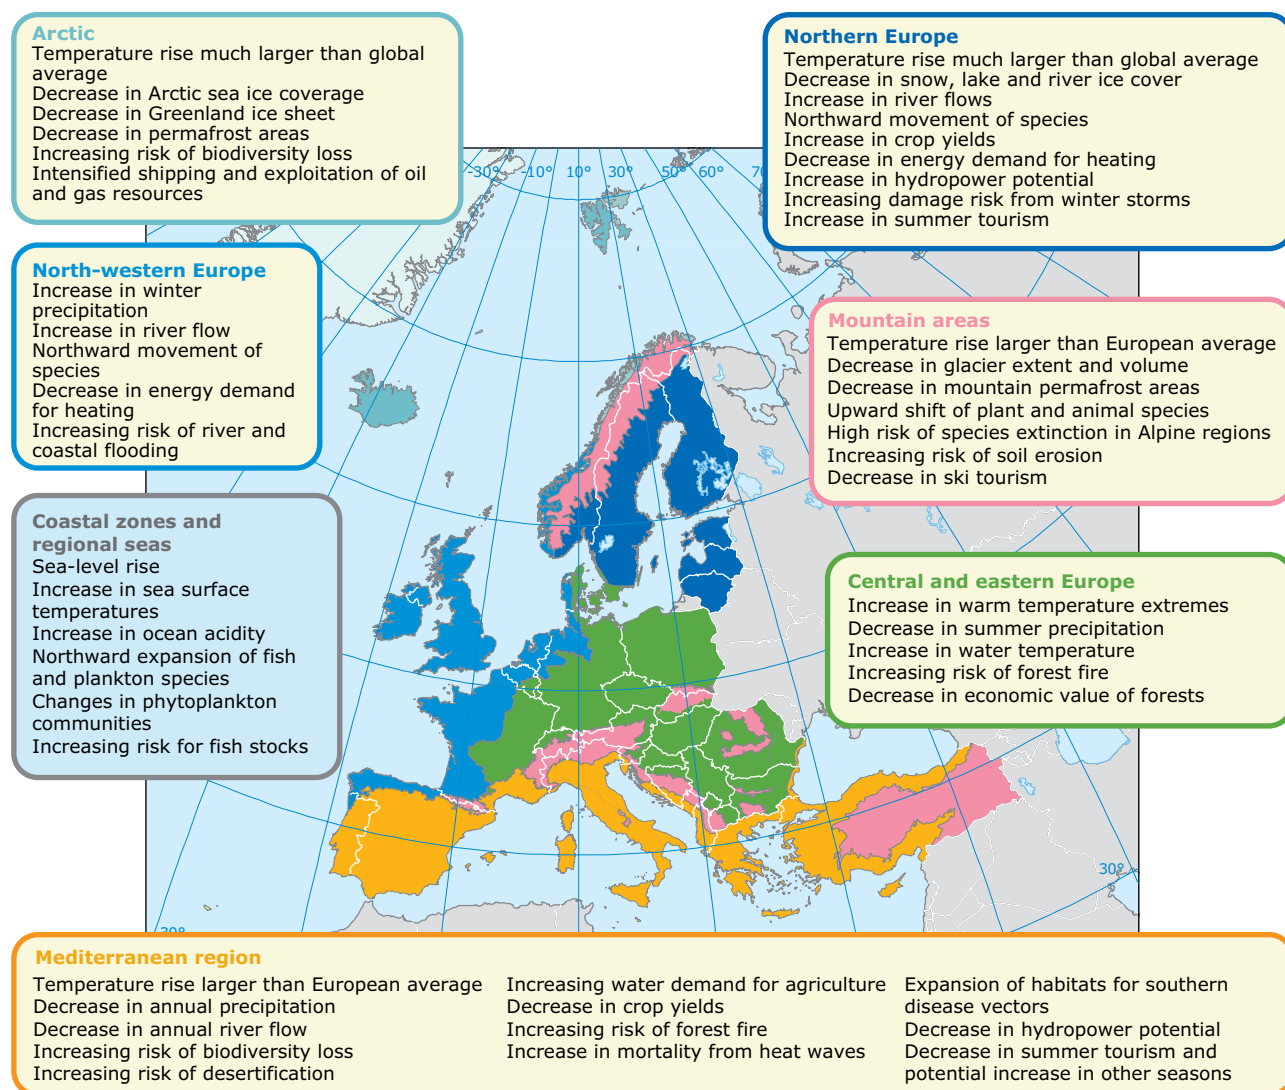 Arctic
Temperature rise much larger than global
average
Decrease in Arctic sea ice coverage
Decrease in Greenland ice sheet
Decrease in permafrost areas
Increasing risk of biodiversity loss
Intensified shipping and exploitation of oil
and gas resources
Northern Europe
Temperature rise much larger than global average
Decrease in snow, lake and river ice cover
Increase in river flows
Northward movement of species
Increase in crop yields
Decrease in energy demand for heating
Increase in hydropower potential
Increasing damage risk from winter storms
Increase in summer tourism
-30° -10° 10° 30° 50° 60°
North-western Europe
Increase in winter
precipitation
Increase in river flow
Northward movement of
species
Decrease in energy demand
for heating
Increasing risk of river and
coastal flooding
Mountain areas
Temperature rise larger than European average
Decrease in glacier extent and volume
Decrease in mountain permafrost areas
Upward shift of plant and animal species
High risk of species extinction in Alpine regions
Increasing risk of soil erosion
Decrease in ski tourism
Coastal zones and
regional seas
Sea-level rise
Increase in sea surface
temperatures
Increase in ocean acidity
Northward expansion of fish
and plankton species
Changes in phytoplankton
communities
Increasing risk for fish stocks
Central and eastern Europe
Increase in warm temperature extremes
Decrease in summer precipitation
Increase in water temperature
Increasing risk of forest fire
Decrease in economic value of forests
30°
Mediterranean region
Temperature rise larger than European average
Decrease in annual precipitation
Decrease in annual river flow
Increasing risk of biodiversity loss
Increasing risk of desertification
Increasing water demand for agriculture
Decrease in crop yields
Increasing risk of forest fire
Increase in mortality from heat waves
Expansion of habitats for southern
disease vectors
Decrease in hydropower potential
Decrease in summer tourism and
potential increase in other seasons